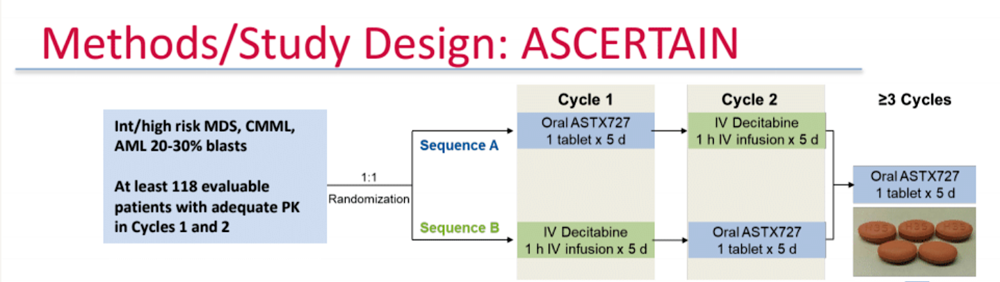 Methods/Study Design: ASCERTAIN
Int/high risk MDS, CMML,
AML 20-30% blasts
At least 118 evaluable
patients with adequate PK
in Cycles 1 and 2
1:1
Randomization
Sequence A
Sequence B
Cycle 1
Oral ASTX727
1 tablet x 5 d
IV Decitabine
1 h IV infusion x 5 d
Cycle 2
IV Decitabine
1 h IV infusion x 5 d
Oral ASTX727
1 tablet x 5 d
≥3 Cycles
Oral ASTX727
1 tablet x 5 d
H35
H35
H35